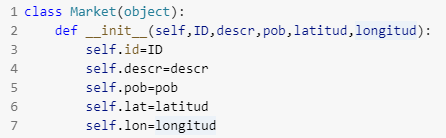 1 class Market(object):
2     def __init__(self,ID,descr,pob,latitud,longitud):
3         self.id=ID
4         self.descr=descr
5         self.pob=pob
6         self.lat=latitud
7         self.lon=longitud